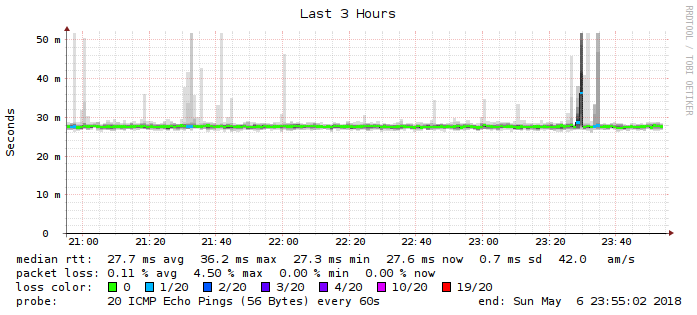 Last 3 Hours
RRDTOOL / TOBI OETIKER
Seconds
50 m
40 m
30 m
20 m
10 m
0
21:00 21:20 21:40 22:00 22:20 22:40 23:00 23:20 23:40
median rtt: 27.7 ms avg 36.2 ms max 27.3 ms min 27.6 ms now 0.7 ms sd 42.0 am/s
packet loss: 0.11 % avg 4.50 % max 0.00 % min 0.00 % now
loss color: 0 1/20 2/20 3/20 4/20 10/20 19/20
probe: 20 ICMP Echo Pings (56 Bytes) every 60s end: Sun May 6 23:55:02 2018